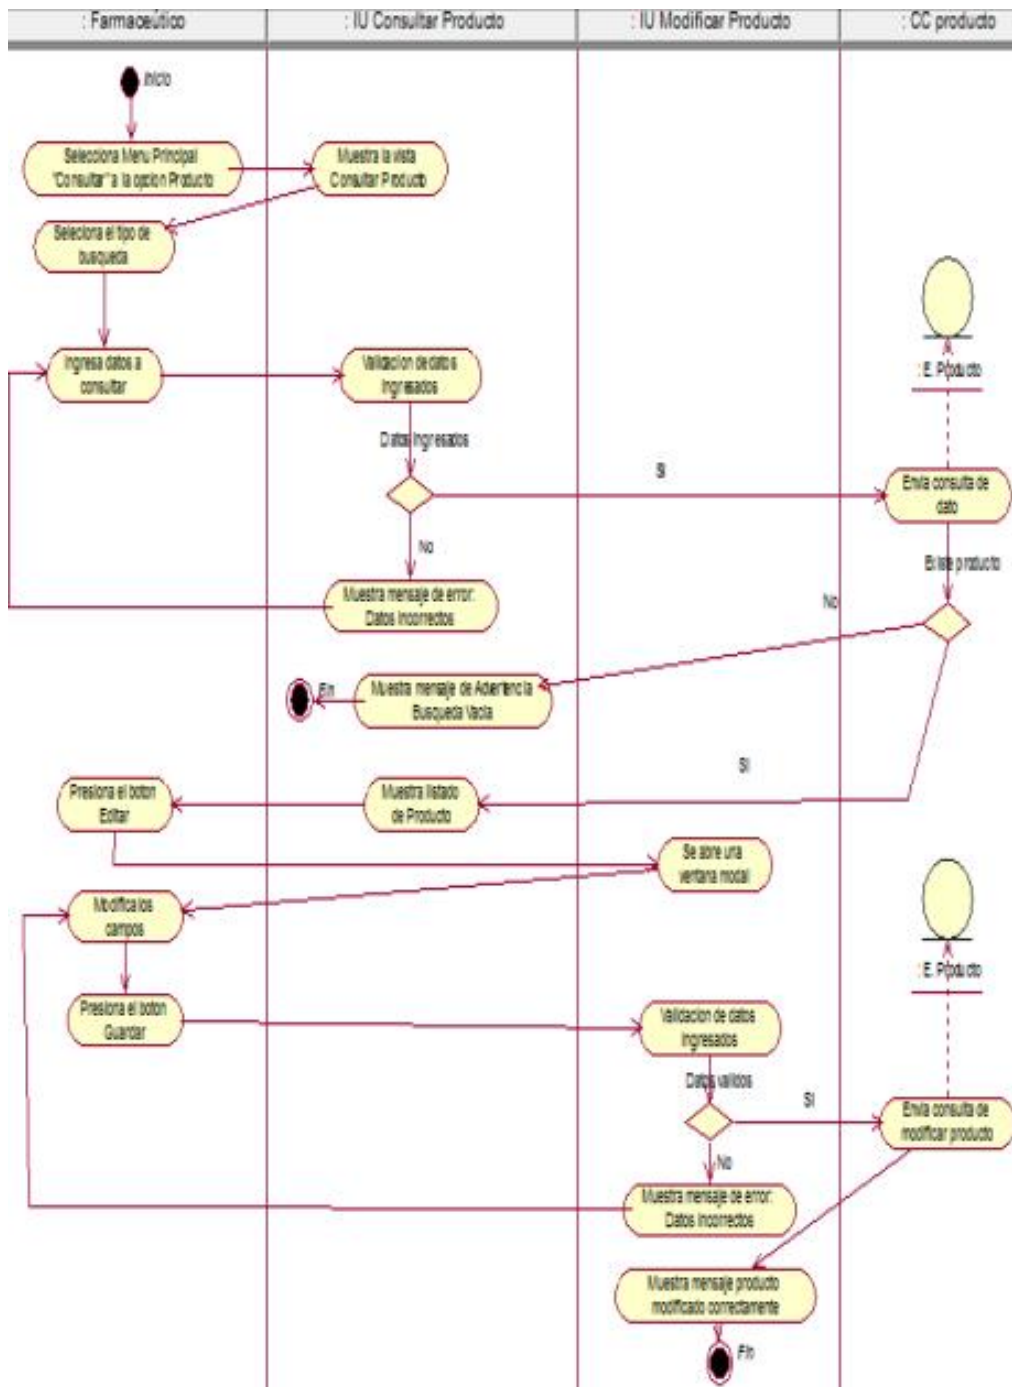 : Farmaceútico
: IU Consultar Producto
: IU Modificar Producto
: CC producto
Inicio
Selecciona Menu Principal
"Consultar" a la opcion Producto
Muestra la vista
Consultar Producto
Seleciona el tipo de
busqueda
Ingresa datos a
consultar
Validacion de datos
Ingresados
: E. Producto
Datos Ingresados
Si
Envia consulta de
dato
No
Existe producto
Muestra mensaje de error:
Datos Incorrectos
No
Fin
Muestra mensaje de Advertencia
Busqueda Vacia
Si
Presiona el boton
Editar
Muestra listado
de Producto
Se abre una
ventana modal
Modifica los
campos
: E. Producto
Presiona el boton
Guardar
Validacion de datos
Ingresados
Datos validos
Si
Envia consulta de
modificar producto
No
Muestra mensaje de error:
Datos Incorrectos
Muestra mensaje producto
modificado correctamente
Fin